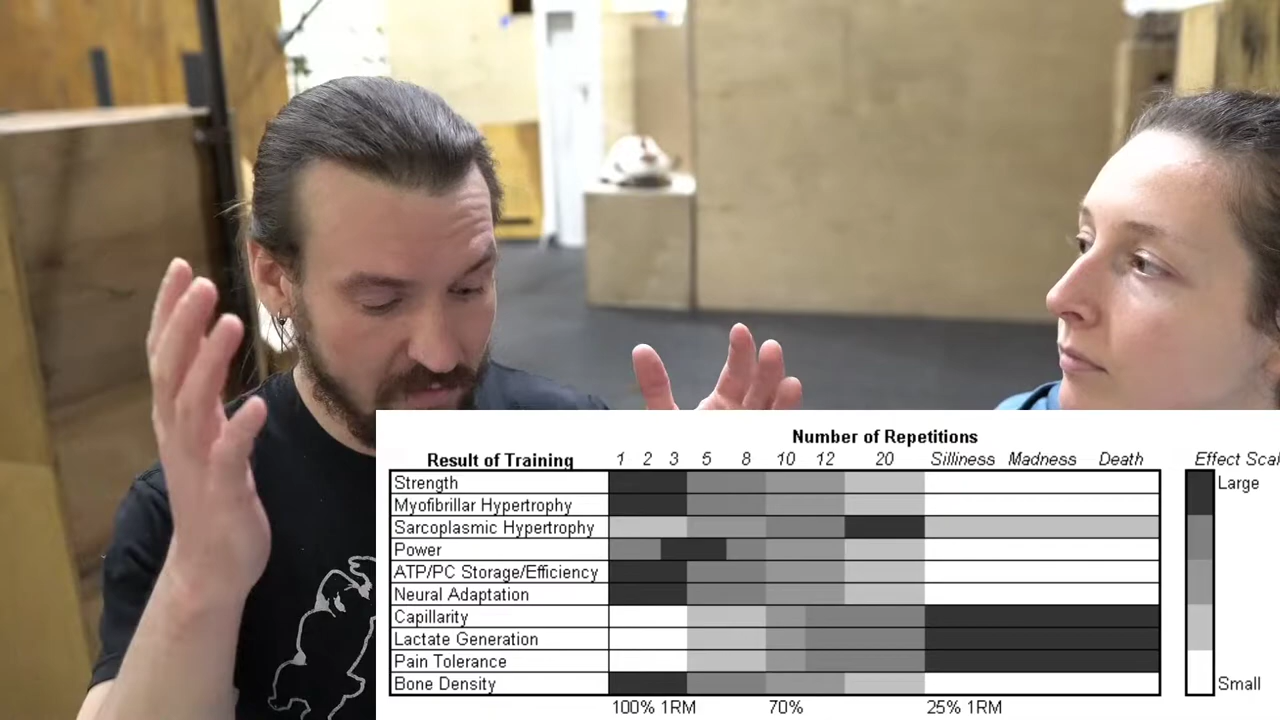 Number of Repetitions
Result of Training 1 2 3 5 8 10 12 20 Silliness Madness Death Effect Scal
Strength Large
Myofibrillar Hypertrophy
Sarcoplasmic Hypertrophy
Power
ATP/PC Storage/Efficiency
Neural Adaptation
Capillarity
Lactate Generation
Pain Tolerance
Bone Density Small
100% 1RM 70% 25% 1RM